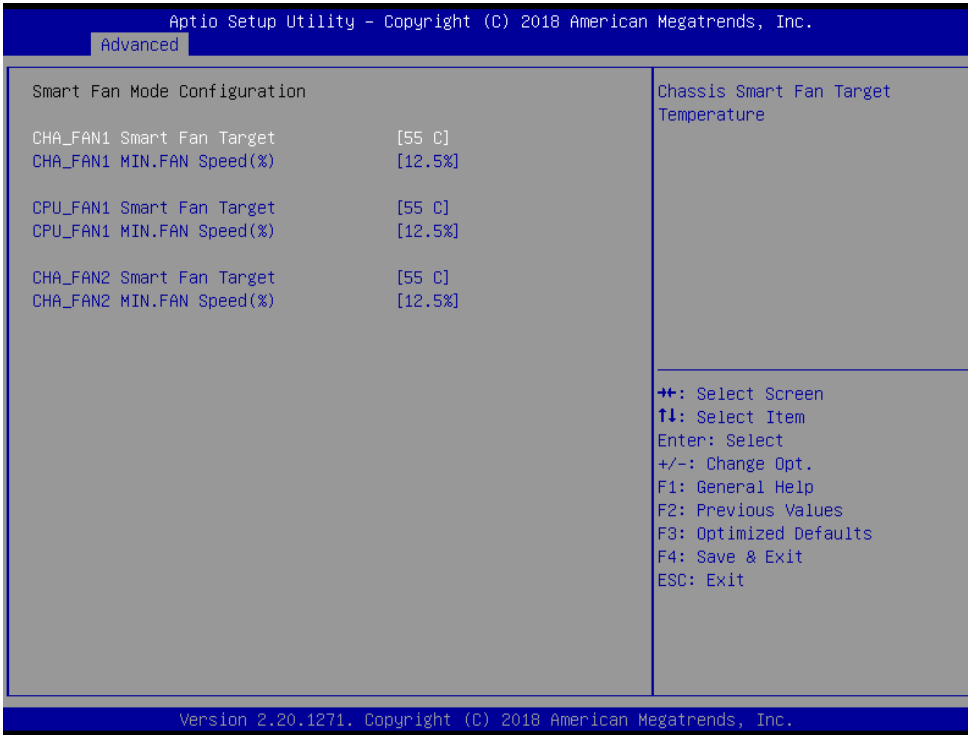 Aptio Setup Utility – Copyright (C) 2018 American Megatrends, Inc.
Advanced
Smart Fan Mode Configuration
CHA_FAN1 Smart Fan Target [55 C]
CHA_FAN1 MIN.FAN Speed(%) [12.5%]
CPU_FAN1 Smart Fan Target [55 C]
CPU_FAN1 MIN.FAN Speed(%) [12.5%]
CHA_FAN2 Smart Fan Target [55 C]
CHA_FAN2 MIN.FAN Speed(%) [12.5%]
Chassis Smart Fan Target
Temperature
→←: Select Screen
↑↓: Select Item
Enter: Select
+/-: Change Opt.
F1: General Help
F2: Previous Values
F3: Optimized Defaults
F4: Save & Exit
ESC: Exit
Version 2.20.1271. Copyright (C) 2018 American Megatrends, Inc.